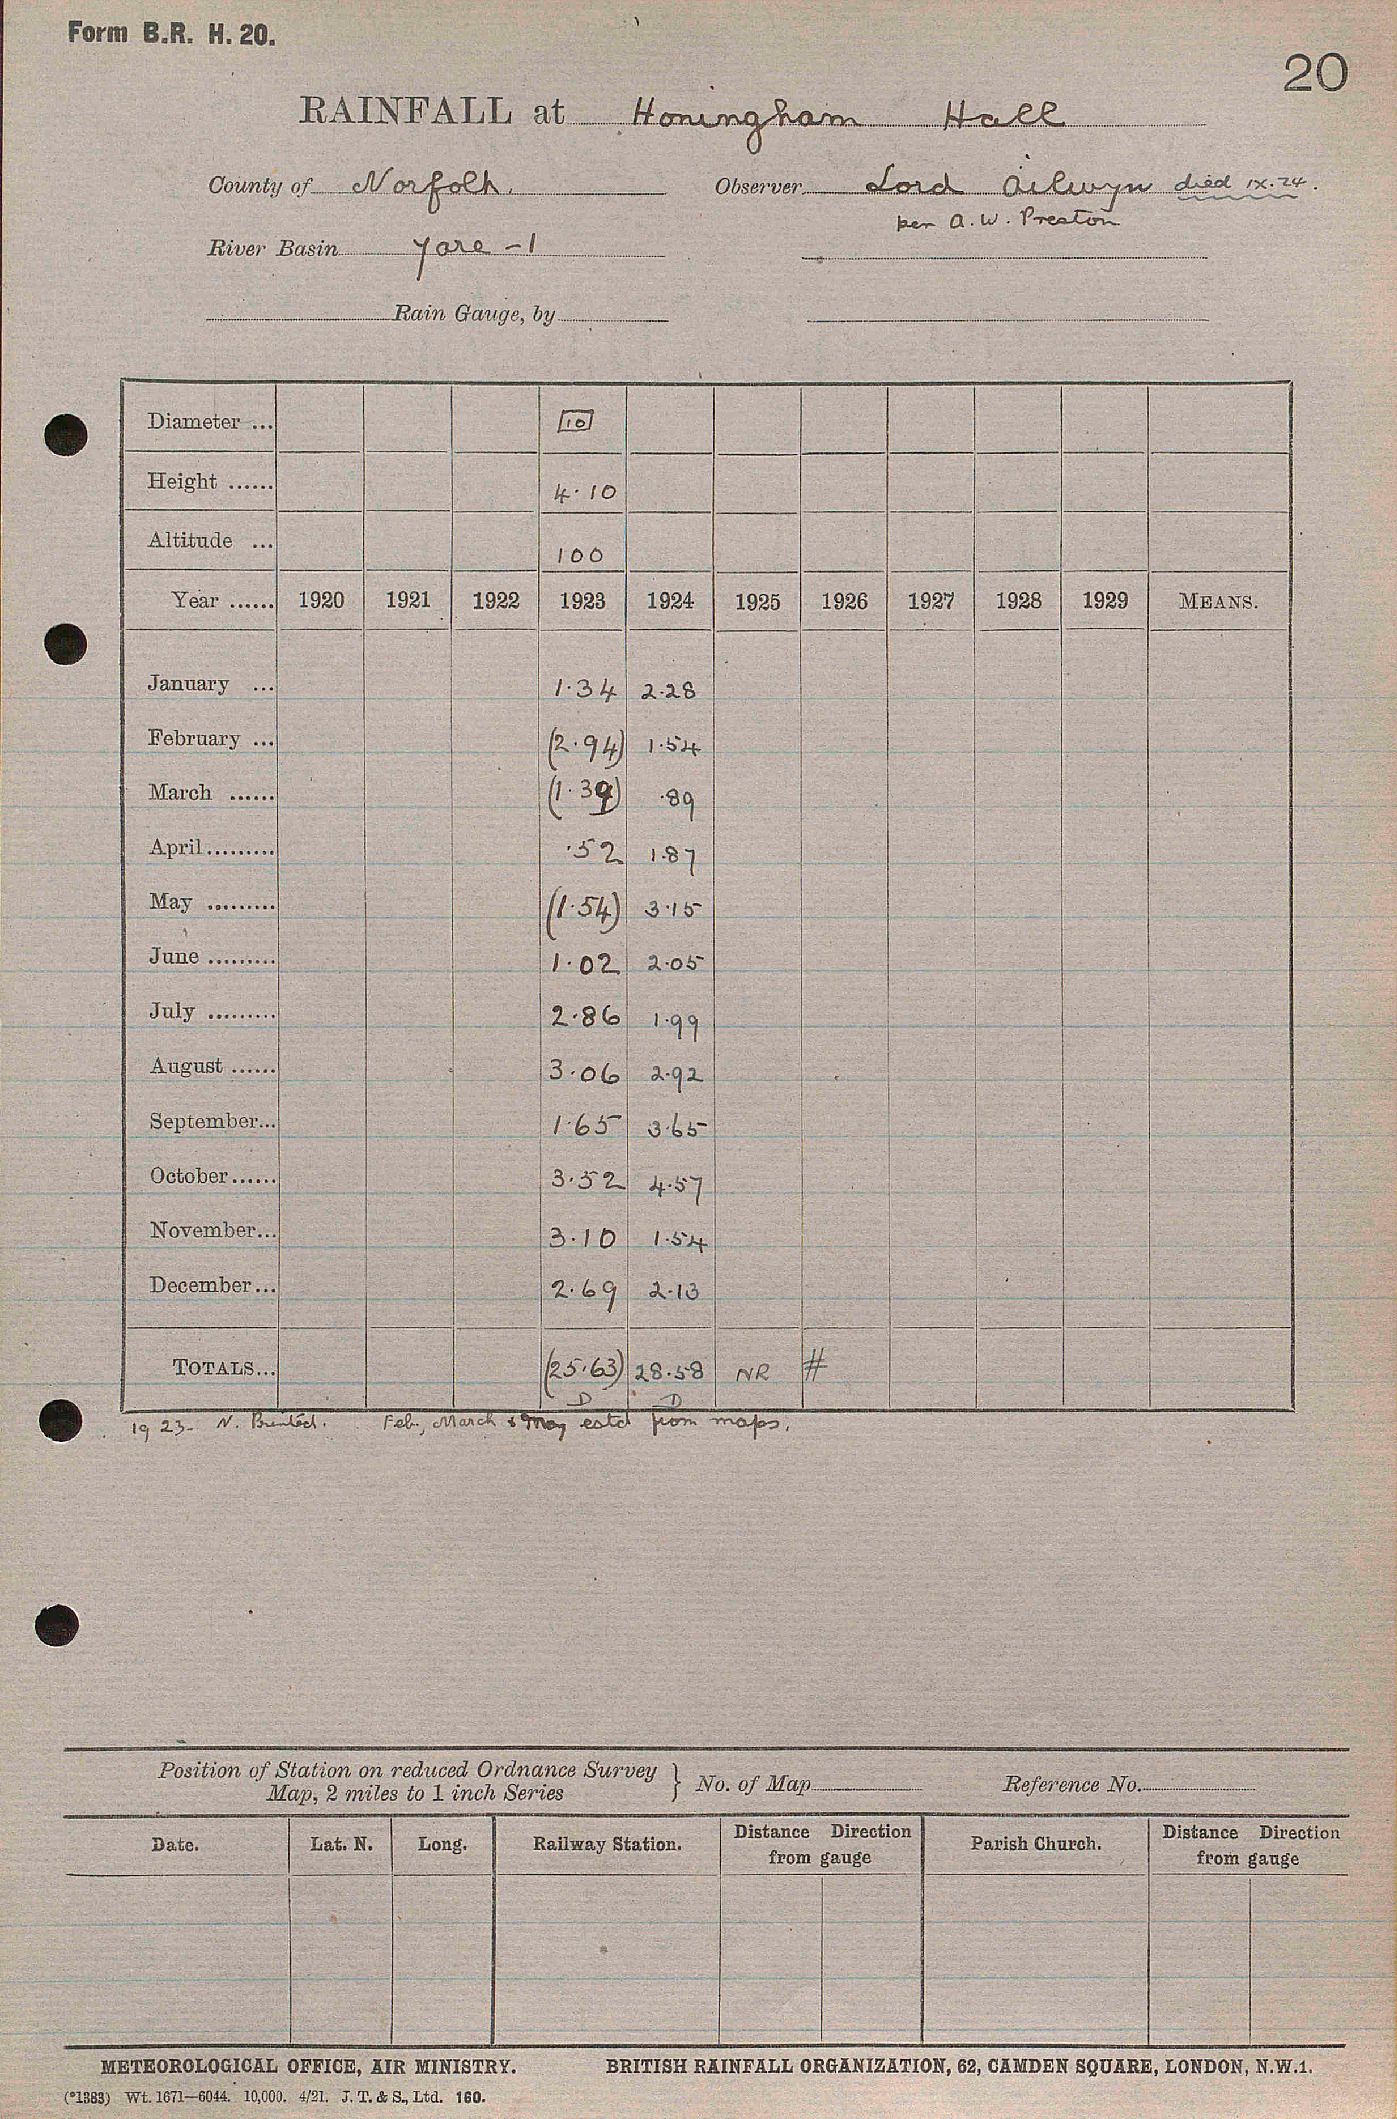 Form B.R. H. 20.
20
RAINFALL at Honingham Hall
County of Norfolk. Observer Lord Ailwyn died IX.24.
per A.W. Preston
River Basin Yare - 1
Rain Gauge, by
Diameter ... 10
Height ...... 4.10
Altitude ... 100
Year ...... 1920 1921 1922 1923 1924 1925 1926 1927 1928 1929 MEANS.
January ... 1.34 2.28
February ... (2.94) 1.54
March ...... (1.39) .89
April ......... .52 1.87
May ......... (1.54) 3.15
June ......... 1.02 2.05
July ......... 2.86 1.99
August ...... 3.06 2.92
September... 1.65 3.65
October ...... 3.52 4.57
November... 3.10 1.54
December... 2.69 2.13
TOTALS... (25.63) 28.58 NR #
D D
1923 - N. Feb., March & May estd from maps.
Position of Station on reduced Ordnance Survey
Map, 2 miles to 1 inch Series } No. of Map Reference No.
Date. Lat. N. Long. Railway Station. Distance Direction from gauge Parish Church. Distance Direction from gauge
METEOROLOGICAL OFFICE, AIR MINISTRY. BRITISH RAINFALL ORGANIZATION, 62, CAMDEN SQUARE, LONDON, N.W.1.
(*1383) Wt. 1671—6044. 10,000. 4/21. J. T. & S., Ltd. 160.